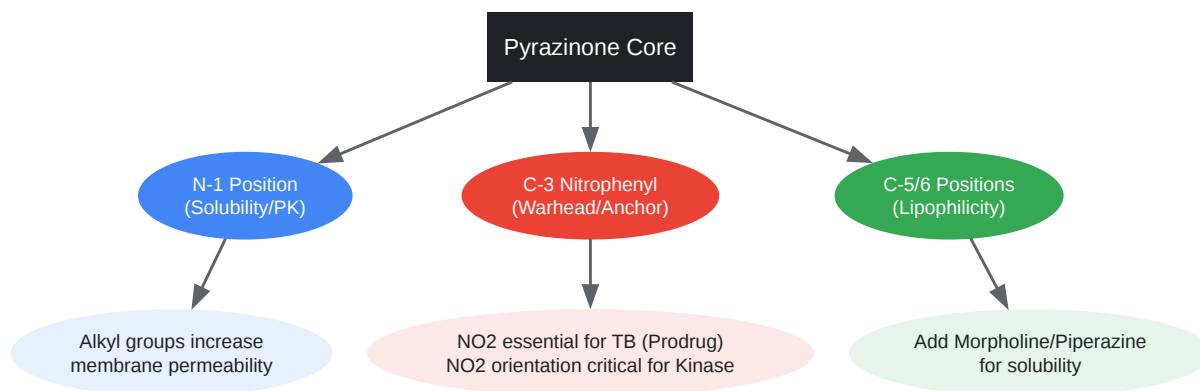 Pyrazinone Core
N-1 Position
(Solubility/PK)
C-3 Nitrophenyl
(Warhead/Anchor)
C-5/6 Positions
(Lipophilicity)
Alkyl groups increase
membrane permeability
NO2 essential for TB (Prodrug)
NO2 orientation critical for Kinase
Add Morpholine/Piperazine
for solubility